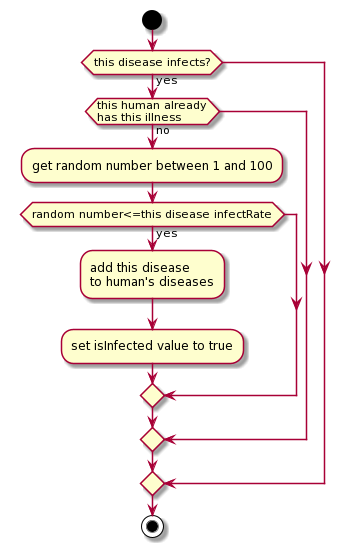 this disease infects?
yes
this human already
has this illness
no
get random number between 1 and 100
random number<=this disease infectRate
yes
add this disease
to human's diseases
set isInfected value to true